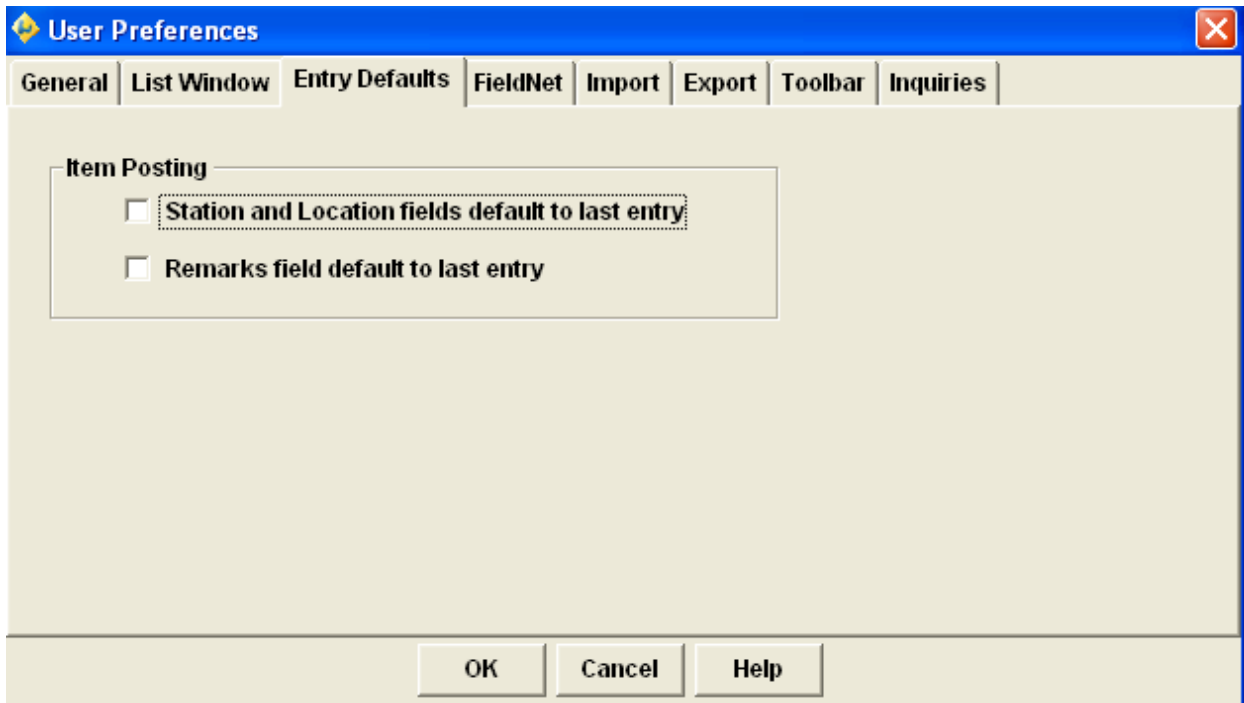 User Preferences
General List Window Entry Defaults FieldNet Import Export Toolbar Inquiries
Item Posting
Station and Location fields default to last entry
Remarks field default to last entry
OK Cancel Help